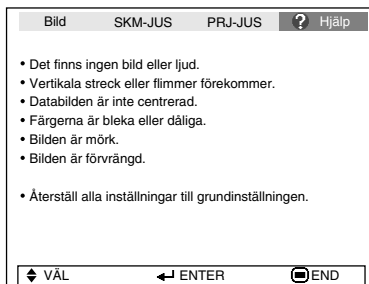 Bild SKM-JUS PRJ-JUS ? Hjälp
• Det finns ingen bild eller ljud.
• Vertikala streck eller flimmer förekommer.
• Databilden är inte centrerad.
• Färgerna är bleka eller dåliga.
• Bilden är mörk.
• Bilden är förvrängd.
• Återställ alla inställningar till grundinställningen.
VÄL ENTER END